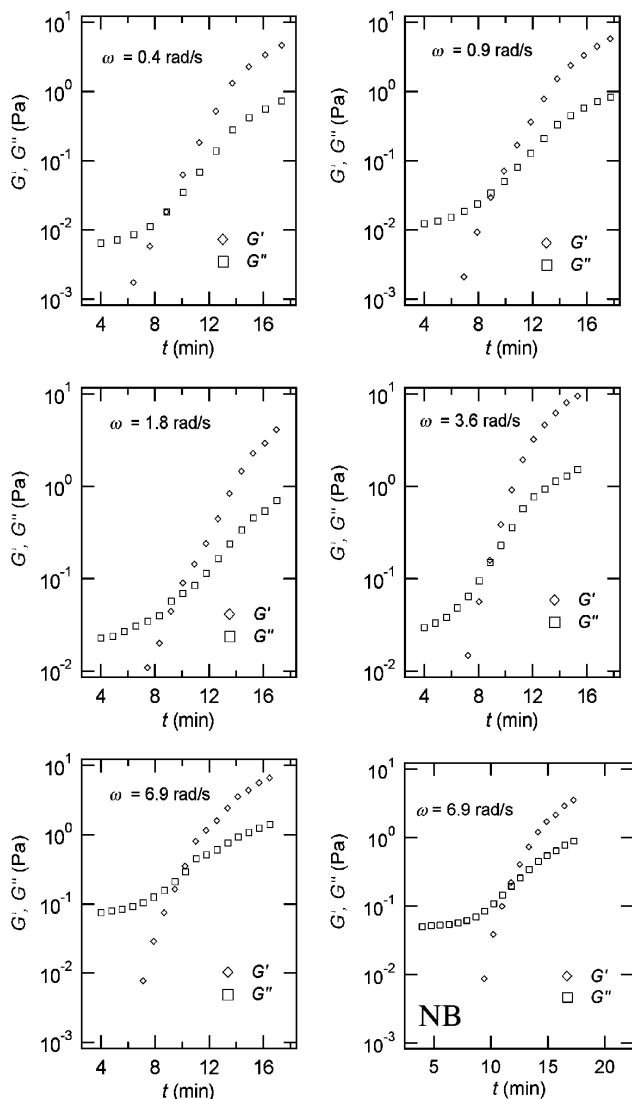 ω = 0.4 rad/s
G', G'' (Pa)
10¹
10⁰
10⁻¹
10⁻²
10⁻³
G'
G''
4 8 12 16
t (min)
ω = 0.9 rad/s
G', G'' (Pa)
10¹
10⁰
10⁻¹
10⁻²
10⁻³
G'
G''
4 8 12 16
t (min)
ω = 1.8 rad/s
G', G'' (Pa)
10¹
10⁰
10⁻¹
10⁻²
G'
G''
4 8 12 16
t (min)
ω = 3.6 rad/s
G', G'' (Pa)
10¹
10⁰
10⁻¹
10⁻²
G'
G''
4 8 12 16
t (min)
ω = 6.9 rad/s
G', G'' (Pa)
10¹
10⁰
10⁻¹
10⁻²
10⁻³
G'
G''
4 8 12 16
t (min)
ω = 6.9 rad/s
G', G'' (Pa)
10¹
10⁰
10⁻¹
10⁻²
10⁻³
G'
G''
NB
5 10 15 20
t (min)